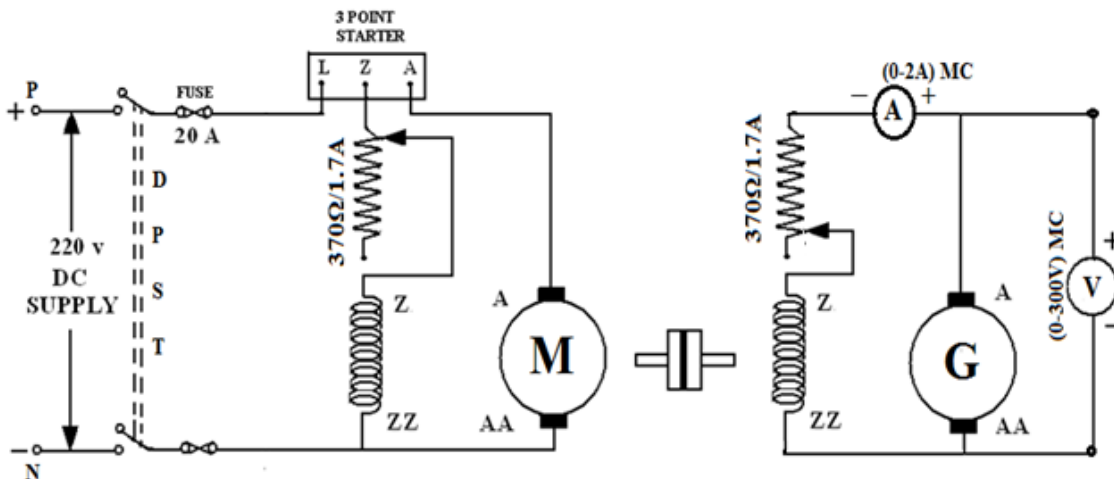 3 POINT
STARTER
L Z A
P
+
FUSE
20 A
D
P
S
T
220 v
DC
SUPPLY
370Ω/1.7A
Z
ZZ
A
M
AA
−
N
(0-2A) MC
− A +
370Ω/1.7A
Z
ZZ
A
G
AA
(0-300V) MC
+
V
−